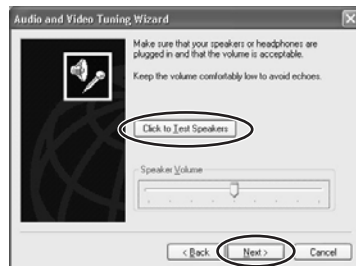 Audio and Video Tuning Wizard
Make sure that your speakers or headphones are
plugged in and that the volume is acceptable.
Keep the volume comfortably low to avoid echoes.
Click to Test Speakers
Speaker Volume
< Back
Next >
Cancel